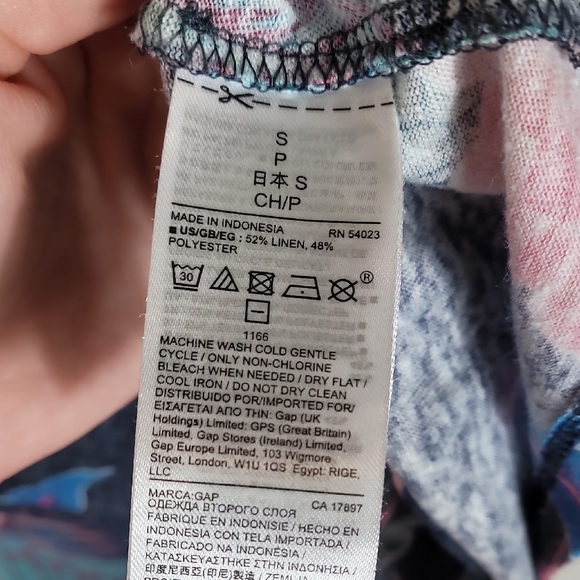 S
P
日本 S
CH/P
MADE IN INDONESIA RN 54023
■ US/GB/EG : 52% LINEN, 48%
POLYESTER
30 ®
1166
MACHINE WASH COLD GENTLE
CYCLE / ONLY NON-CHLORINE
BLEACH WHEN NEEDED / DRY FLAT /
COOL IRON / DO NOT DRY CLEAN
DISTRIBUIDO POR/IMPORTED FOR/
ΕΙΣΑΓΕΤΑΙ ΑΠΟ ΤΗΝ: Gap (UK
Holdings) Limited: GPS (Great Britain)
Limited, Gap Stores (Ireland) Limited,
Gap Europe Limited, 103 Wigmore
Street, London, W1U 1QS Egypt: RIGE,
LLC
MARCA:GAP CA 17897
ОДЕЖДА ВТОРОГО СЛОЯ
FABRIQUE EN INDONISIE / HECHO EN
INDONESIA CON TELA IMPORTADA /
FABRICADO NA INDONÉSIA /
ΚΑΤΑΣΚΕΥΑΣΤΗΚΕ ΣΤΗΝ ΙΝΔΟΝΗΣΙΑ /
印度尼西亞(印尼)製造 /